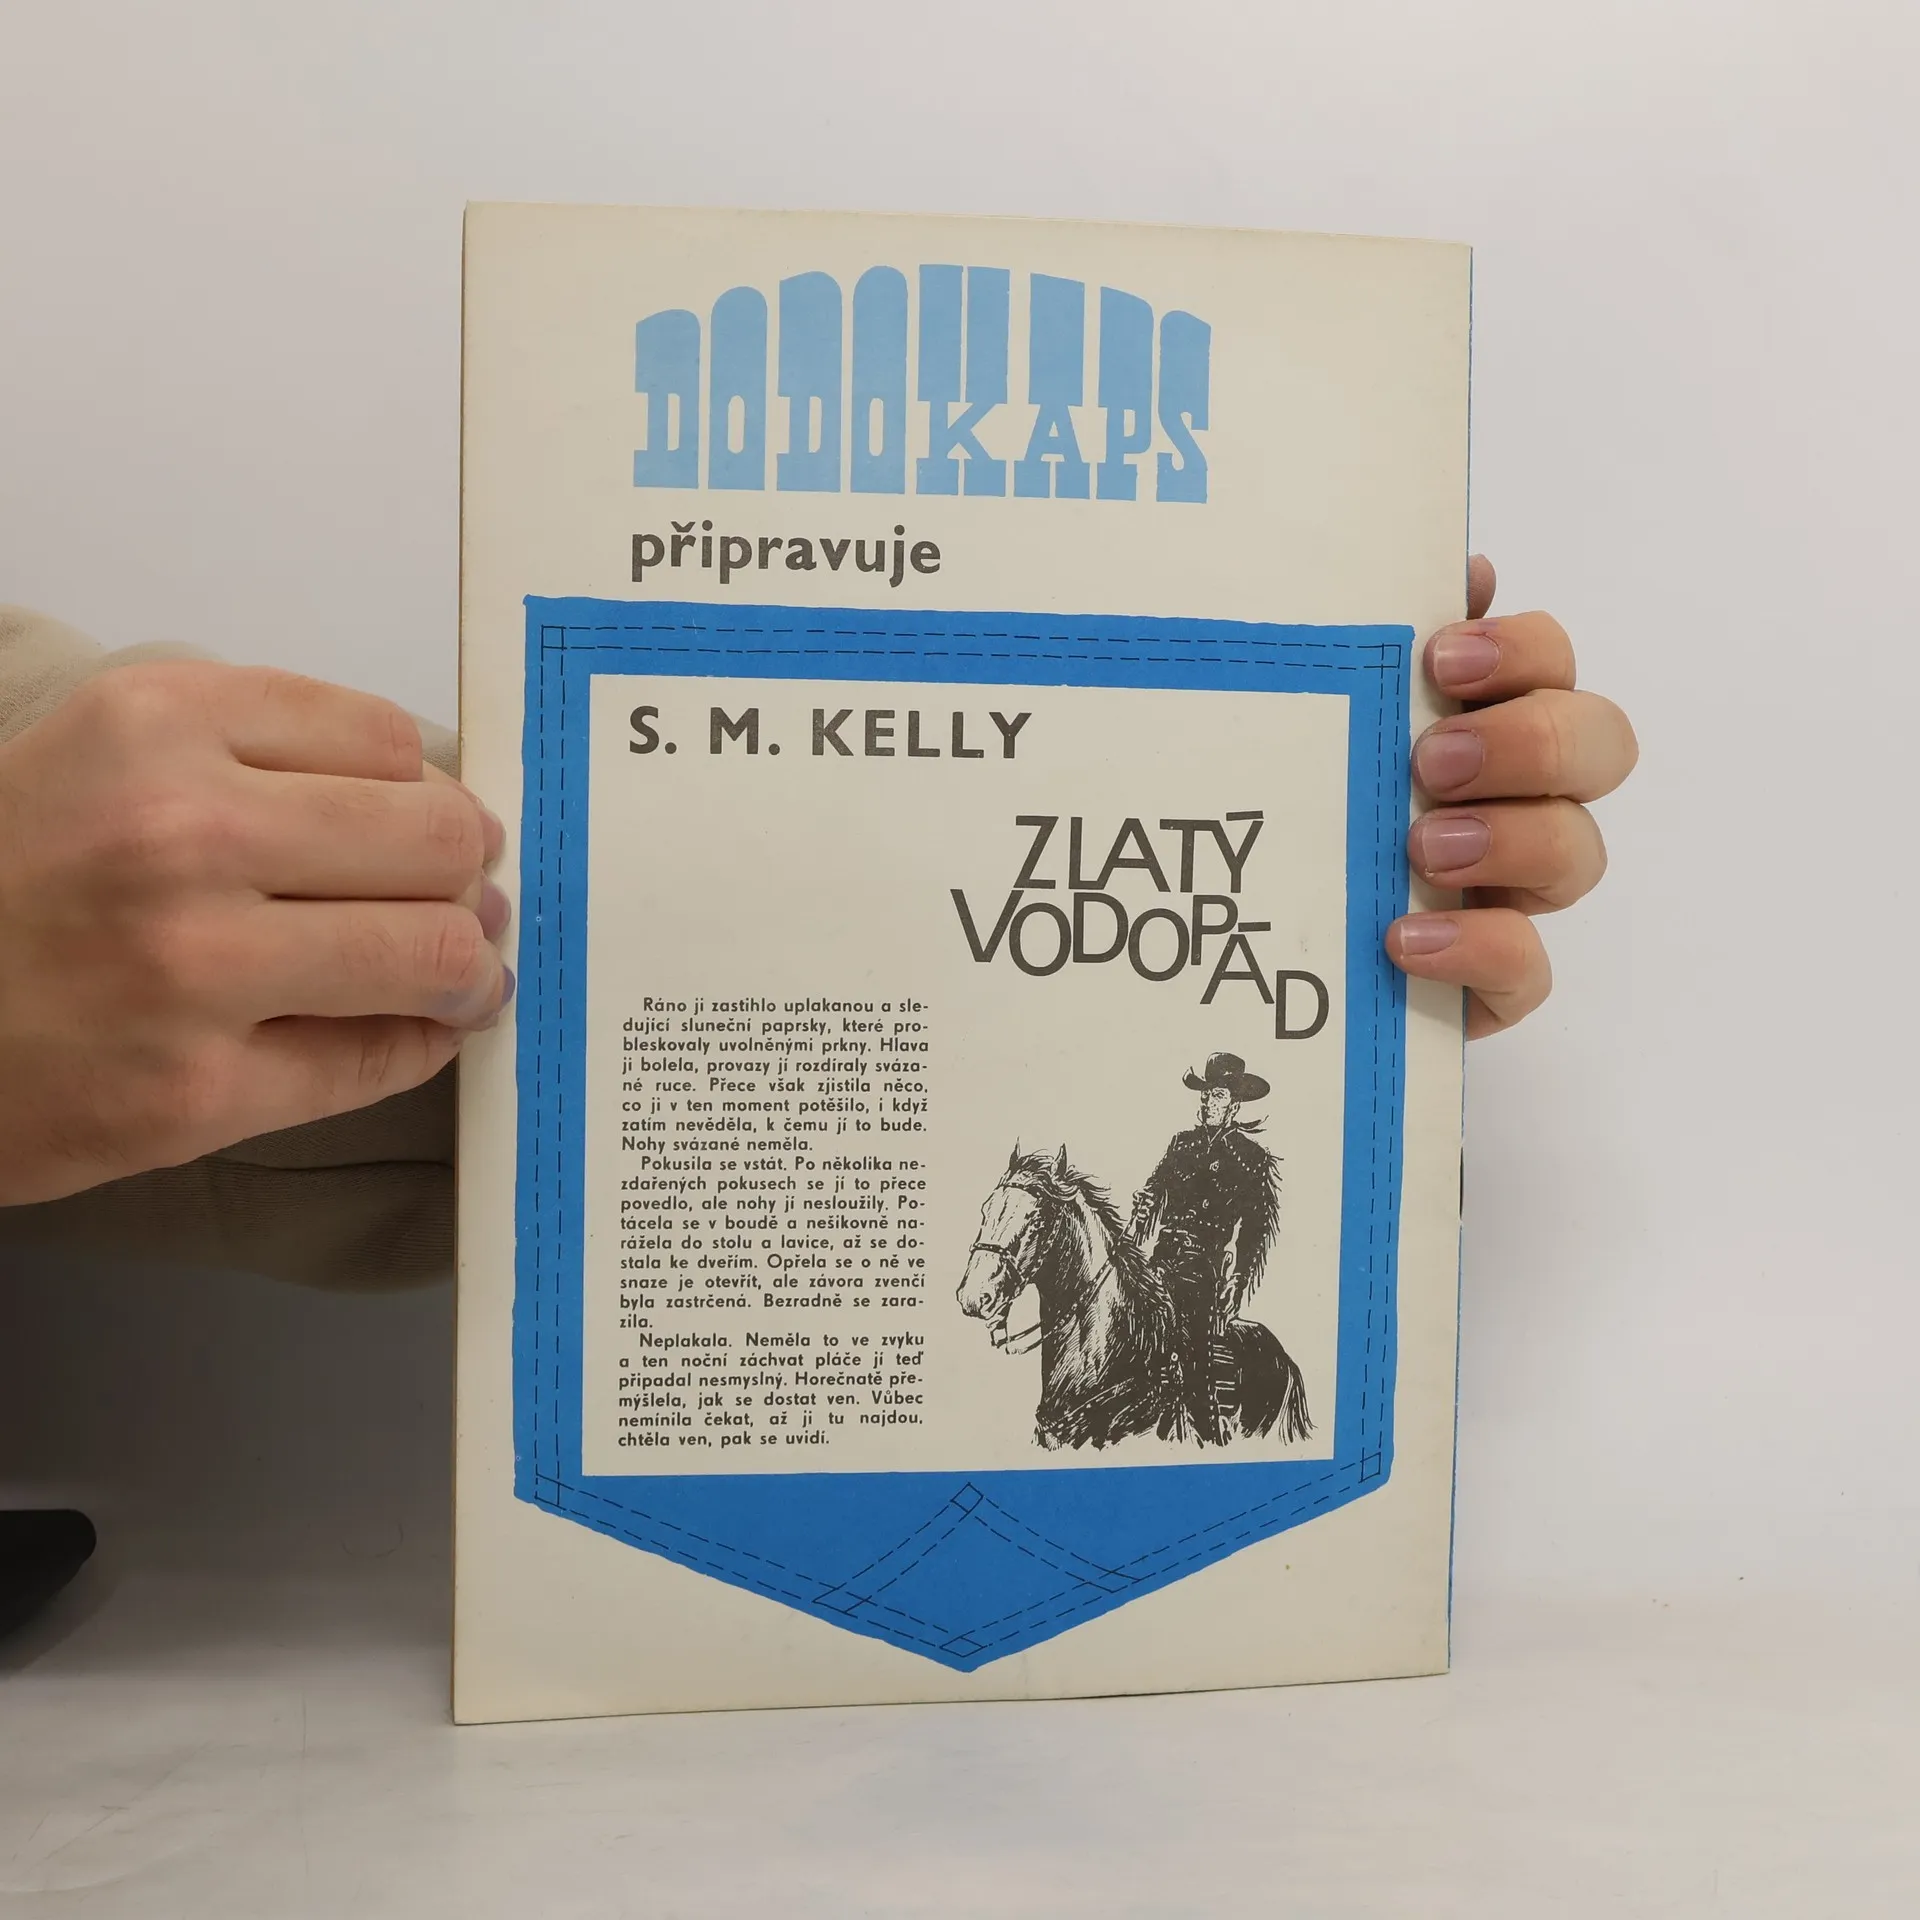 DODOKAPS
připravuje
S. M. KELLY
ZLATÝ
VODOPÁD
Ráno ji zastihlo uplakanou a sle-
dující sluneční paprsky, které pro-
bleskovaly uvolněnými prkny. Hlava
ji bolela, provazy jí rozdíraly sváza-
né ruce. Přece však zjistila něco,
co ji v ten moment potěšilo, i když
zatím nevěděla, k čemu jí to bude.
Nohy svázané neměla.
Pokusila se vstát. Po několika ne-
zdařených pokusech se jí to přece
povedlo, ale nohy jí nesloužily. Po-
tácela se v boudě a nešikovně na-
rážela do stolu a lavice, až se do-
stala ke dveřím. Opřela se o ně ve
snaze je otevřít, ale závora zvenčí
byla zastrčená. Bezradně se zara-
zila.
Neplakala. Neměla to ve zvyku
a ten noční záchvat pláče jí teď
připadal nesmyslný. Horečnatě pře-
mýšlela, jak se dostat ven. Vůbec
nemínila čekat, až ji tu najdou,
chtěla ven, pak se uvidí.